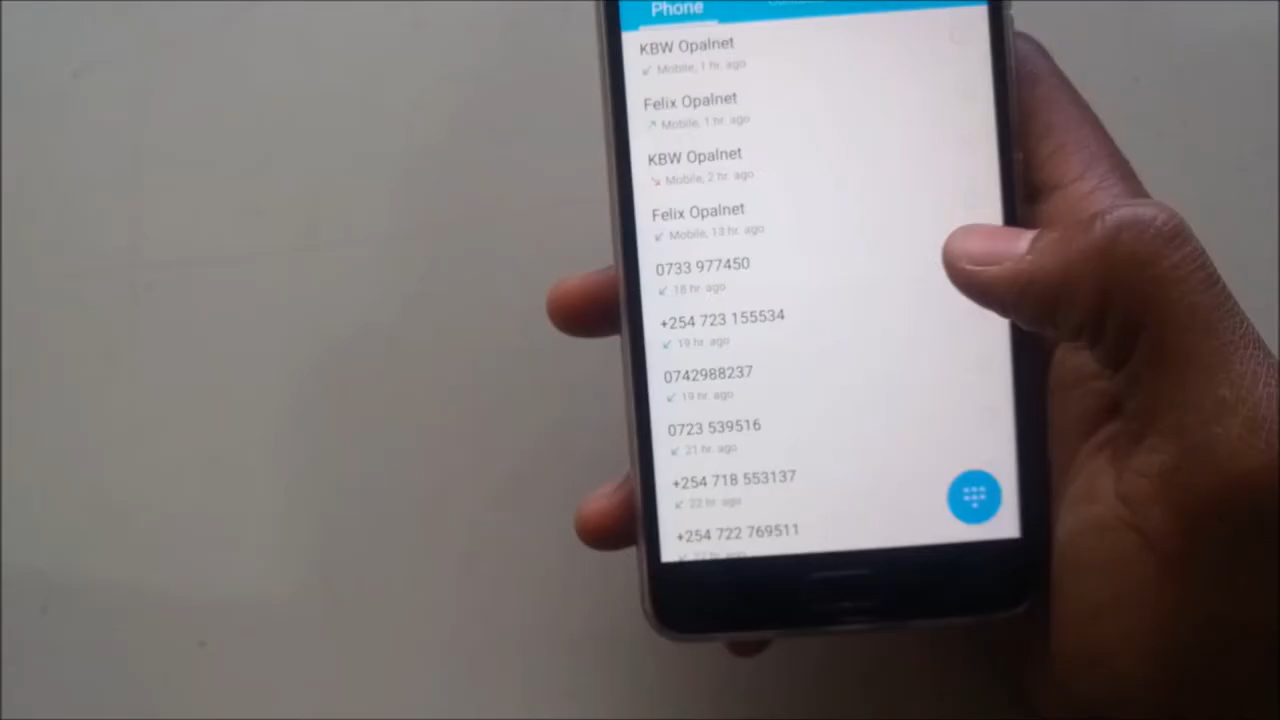 Phone
KBW Opalnet
Mobile, 1 hr. ago
Felix Opalnet
Mobile, 1 hr. ago
KBW Opalnet
Mobile, 2 hr. ago
Felix Opalnet
Mobile, 13 hr. ago
0733 977450
18 hr. ago
+254 723 155534
19 hr. ago
0742988237
19 hr. ago
0723 539516
21 hr. ago
+254 718 553137
22 hr. ago
+254 722 769511